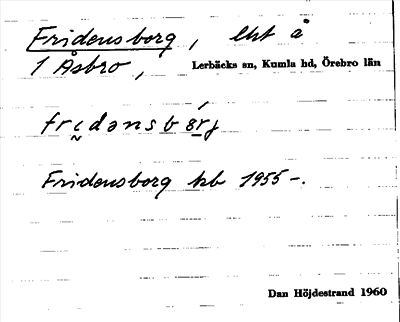 Fridensborg, lht å
1 Åsbro, Lerbäcks sn, Kumla hd, Örebro län
Fridensborg kb 1955-.
Dan Höjdestrand 1960